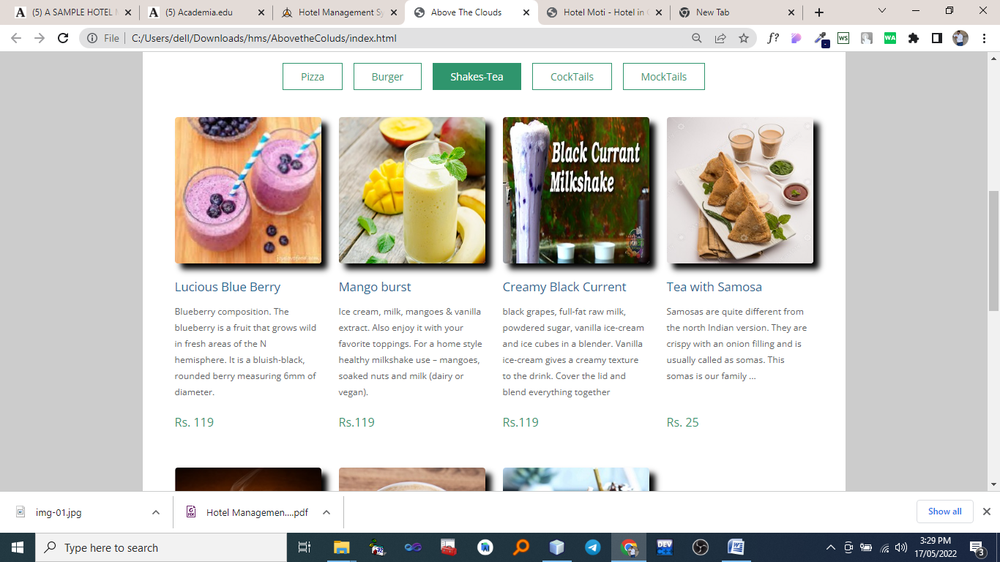 (5) A SAMPLE HOTEL
(5) Academia.edu
Hotel Management Sy
Above The Clouds
Hotel Moti - Hotel in
New Tab
File
C:/Users/dell/Downloads/hms/AbovetheColuds/index.html
f?
WS
WA
Pizza
Burger
Shakes-Tea
CockTails
MockTails
Black Currant
Milkshake
Lucious Blue Berry
Mango burst
Creamy Black Current
Tea with Samosa
Blueberry composition. The
blueberry is a fruit that grows wild
in fresh areas of the N
hemisphere. It is a bluish-black,
rounded berry measuring 6mm of
diameter.
Ice cream, milk, mangoes & vanilla
extract. Also enjoy it with your
favorite toppings. For a home style
healthy milkshake use – mangoes,
soaked nuts and milk (dairy or
vegan).
black grapes, full-fat raw milk,
powdered sugar, vanilla ice-cream
and ice cubes in a blender. Vanilla
ice-cream gives a creamy texture
to the drink. Cover the lid and
blend everything together
Samosas are quite different from
the north Indian version. They are
crispy with an onion filling and is
usually called as somas. This
somas is our family ...
Rs. 119
Rs.119
Rs.119
Rs. 25
img-01.jpg
Hotel Managemen....pdf
Show all
Type here to search
DEV
3:29 PM
17/05/2022
3